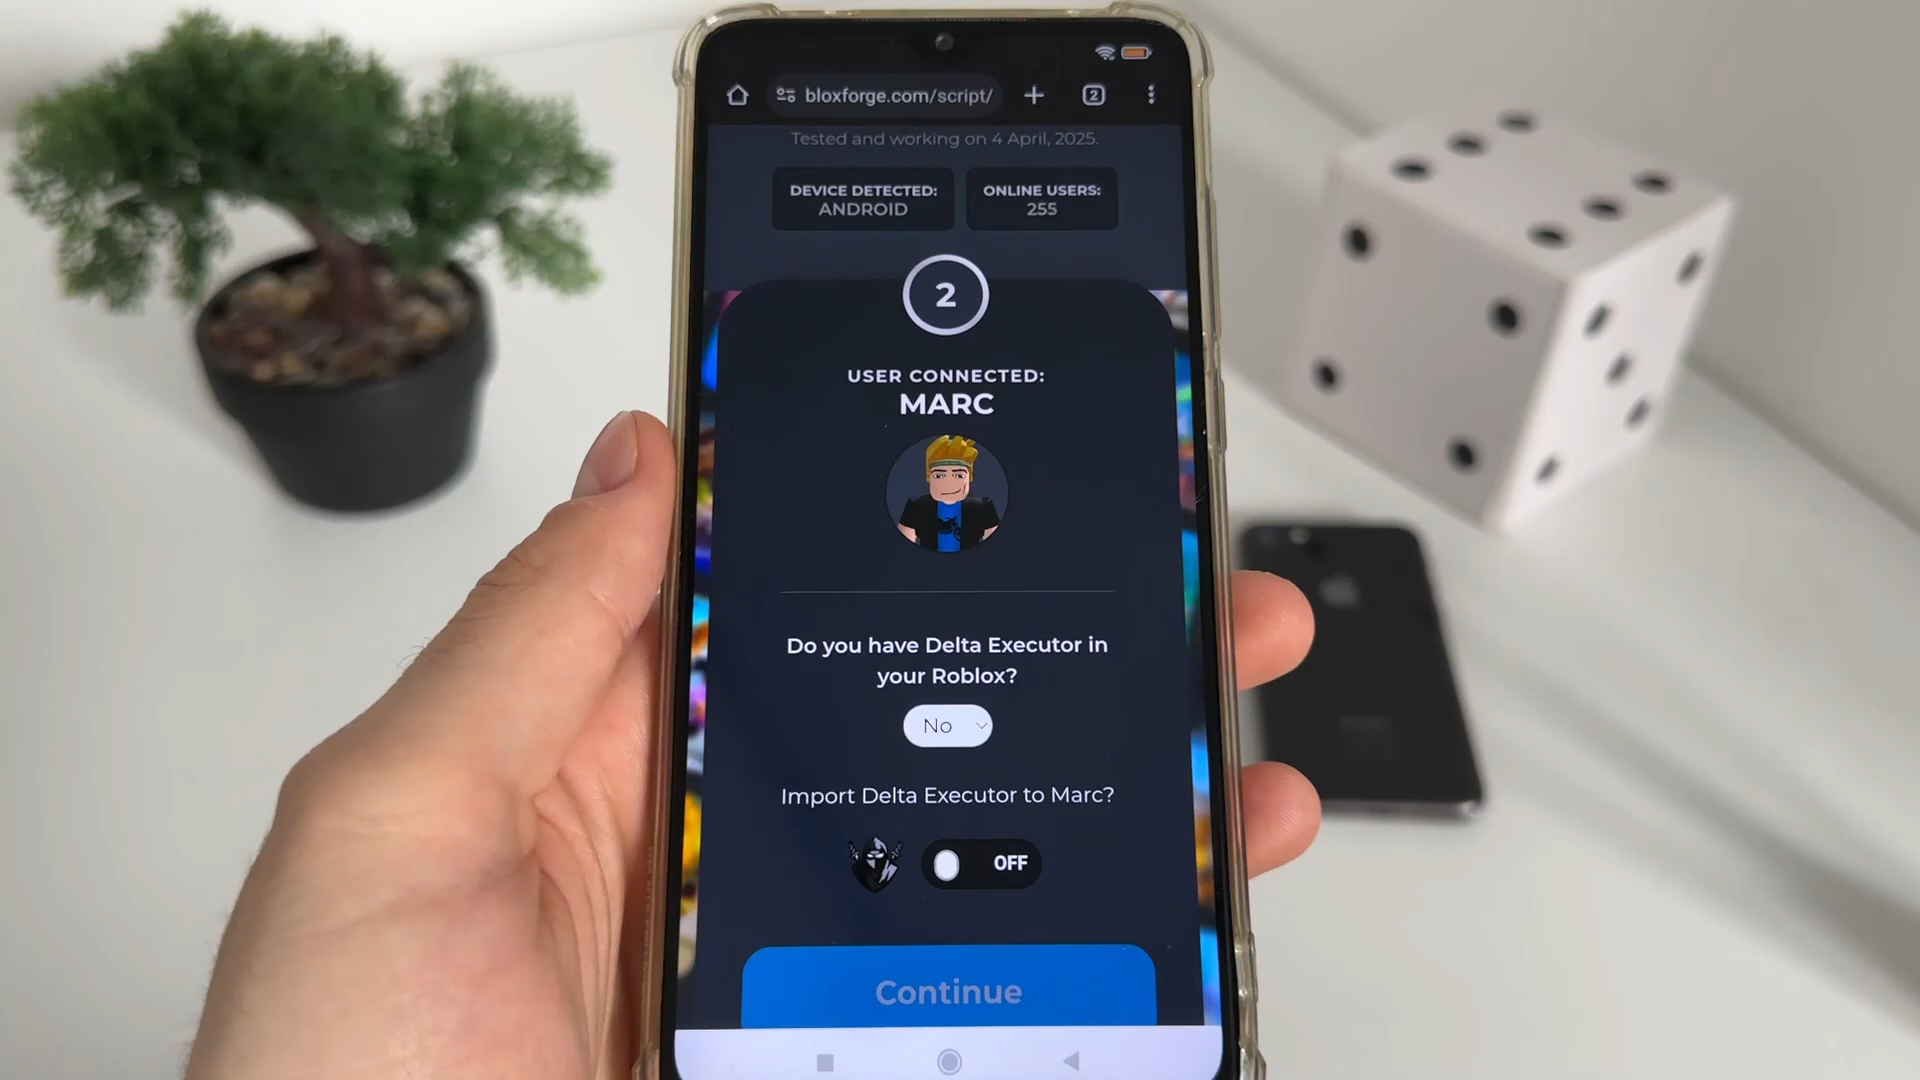 bloxforge.com/script/
2
Tested and working on 4 April, 2025.
DEVICE DETECTED:
ANDROID
ONLINE USERS:
255
2
USER CONNECTED:
MARC
Do you have Delta Executor in
your Roblox?
No
Import Delta Executor to Marc?
OFF
Continue